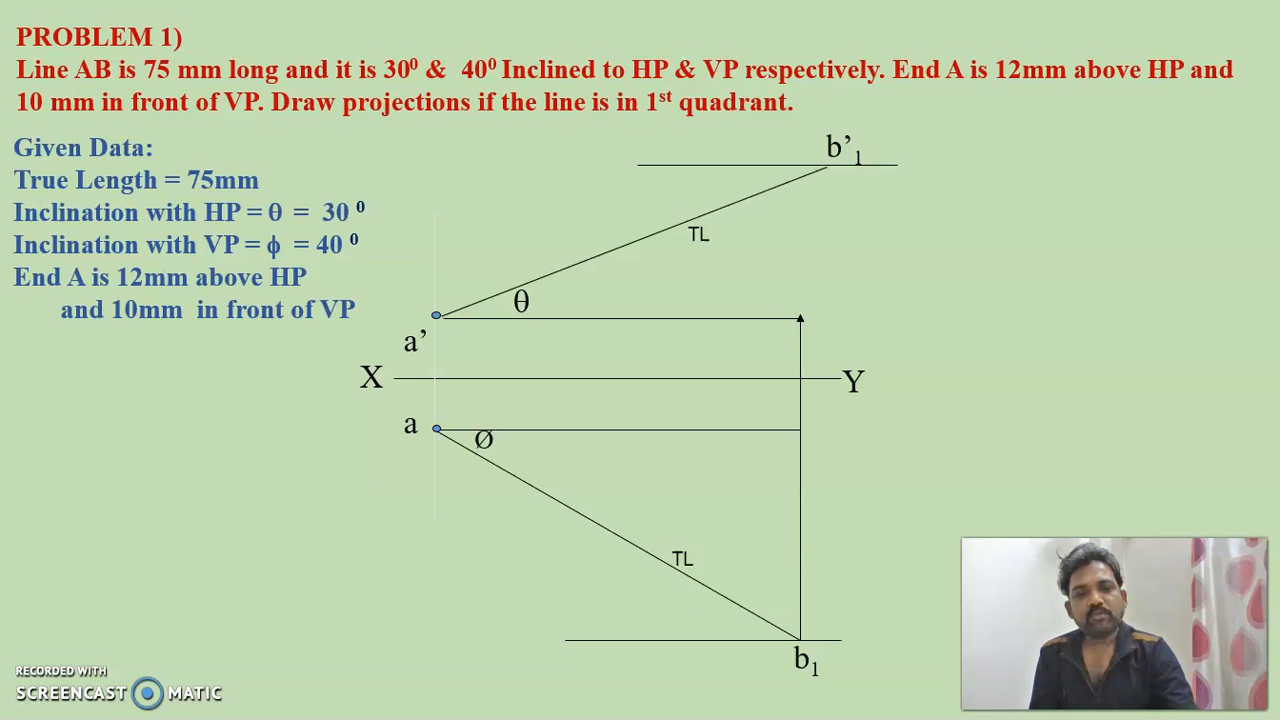 PROBLEM 1)
Line AB is 75 mm long and it is 30⁰ & 40⁰ Inclined to HP & VP respectively. End A is 12mm above HP and
10 mm in front of VP. Draw projections if the line is in 1ˢᵗ quadrant.
Given Data:
True Length = 75mm
Inclination with HP = θ = 30 ⁰
Inclination with VP = ϕ = 40 ⁰
End A is 12mm above HP
and 10mm in front of VP
b’₁
TL
θ
a’
X
Y
a
Ø
TL
b₁
RECORDED WITH
SCREENCAST MATIC